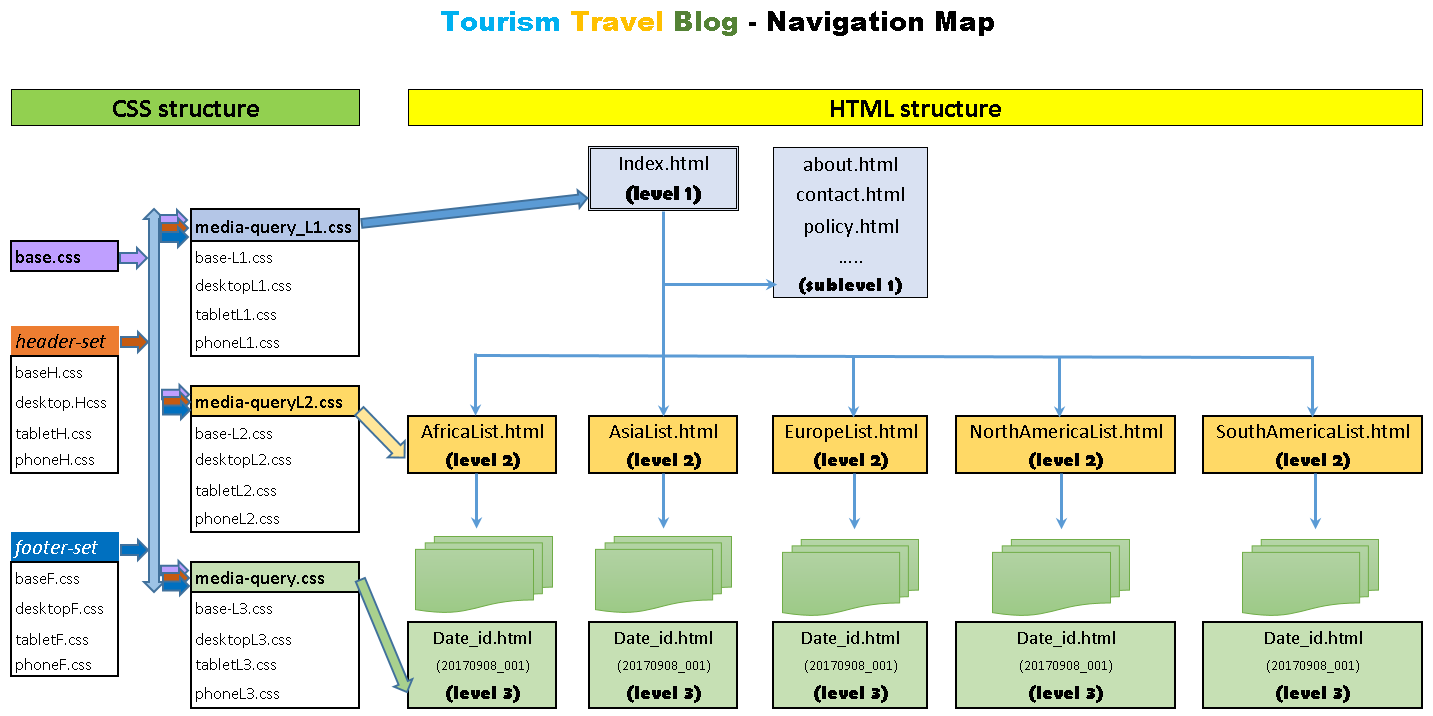 Tourism Travel Blog - Navigation Map
CSS structure
HTML structure
base.css
header-set
baseH.css
desktop.Hcss
tabletH.css
phoneH.css
footer-set
baseF.css
desktopF.css
tabletF.css
phoneF.css
media-query_L1.css
base-L1.css
desktopL1.css
tabletL1.css
phoneL1.css
media-queryL2.css
base-L2.css
desktopL2.css
tabletL2.css
phoneL2.css
media-query.css
base-L3.css
desktopL3.css
tabletL3.css
phoneL3.css
Index.html
(level 1)
about.html
contact.html
policy.html
.....
(sublevel 1)
AfricaList.html
(level 2)
AsiaList.html
(level 2)
EuropeList.html
(level 2)
NorthAmericaList.html
(level 2)
SouthAmericaList.html
(level 2)
Date_id.html
(20170908_001)
(level 3)
Date_id.html
(20170908_001)
(level 3)
Date_id.html
(20170908_001)
(level 3)
Date_id.html
(20170908_001)
(level 3)
Date_id.html
(20170908_001)
(level 3)